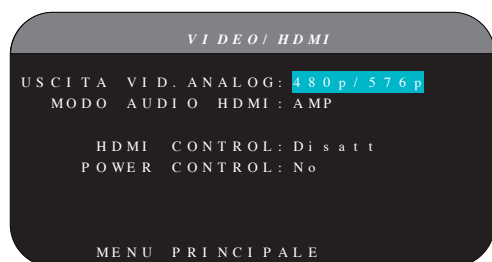 VIDEO/HDMI
USCITA VID.ANALOG: 480p/576p
MODO AUDIO HDMI: AMP
HDMI CONTROL: Disatt
POWER CONTROL: No
MENU PRINCIPALE